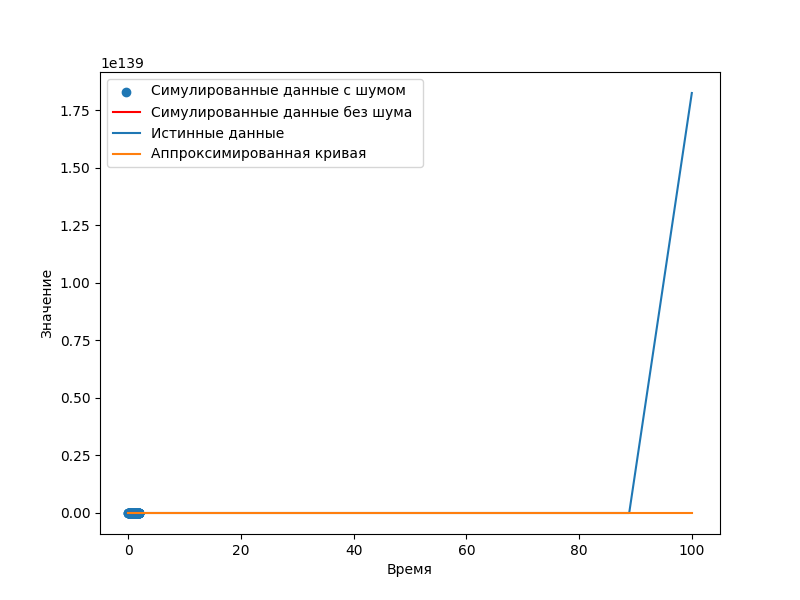 1e139
Симулированные данные с шумом
Симулированные данные без шума
Истинные данные
Аппроксимированная кривая
1.75
1.50
1.25
1.00
0.75
0.50
0.25
0.00
Значение
0 20 40 60 80 100
Время